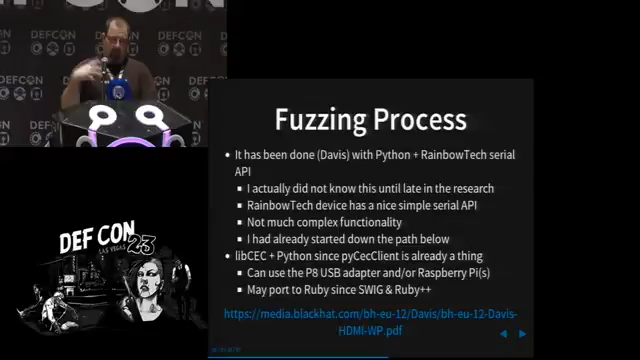 DEFCON
DEFCON
DEFCON
DEF CON
LAS VEGAS 23
Fuzzing Process
It has been done (Davis) with Python + RainbowTech serial
API
I actually did not know this until late in the research
RainbowTech device has a nice simple serial API
Not much complex functionality
I had already started down the path below
libCEC + Python since pyCecClient is already a thing
Can use the P8 USB adapter and/or Raspberry Pi(s)
May port to Ruby since SWIG & Ruby++
https://media.blackhat.com/bh-eu-12/Davis/bh-eu-12-Davis-
HDMI-WP.pdf